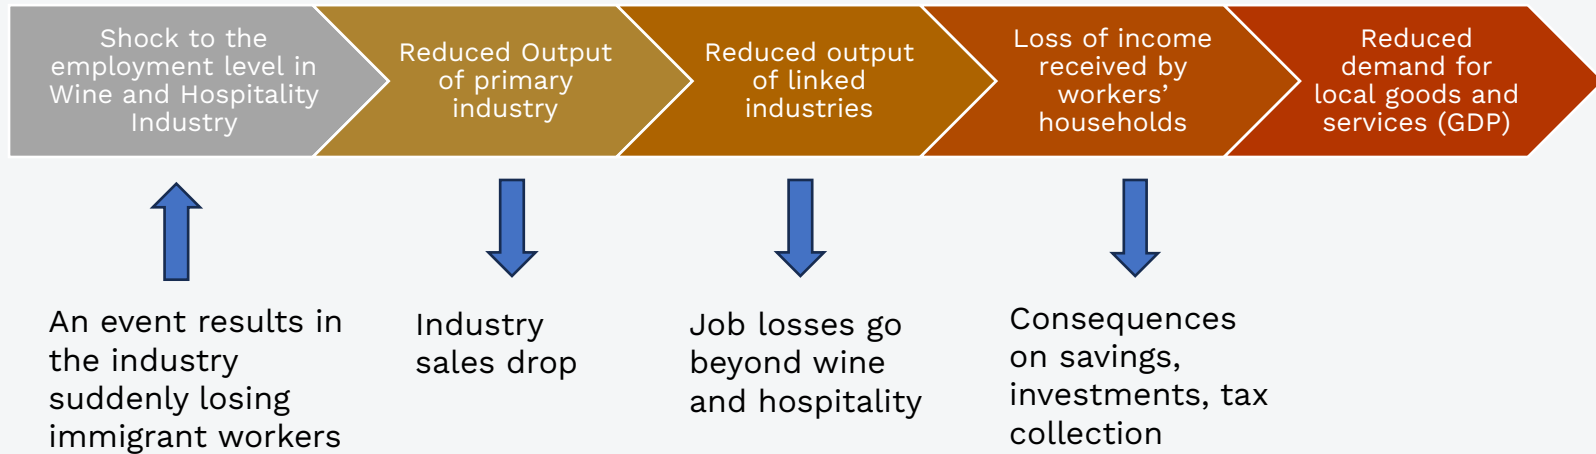 Shock to the
employment level in
Wine and Hospitality
Industry
Reduced Output
of primary
industry
Reduced output
of linked
industries
Loss of income
received by
workers’
households
Reduced
demand for
local goods and
services (GDP)
An event results in
the industry
suddenly losing
immigrant workers
Industry
sales drop
Job losses go
beyond wine
and hospitality
Consequences
on savings,
investments, tax
collection